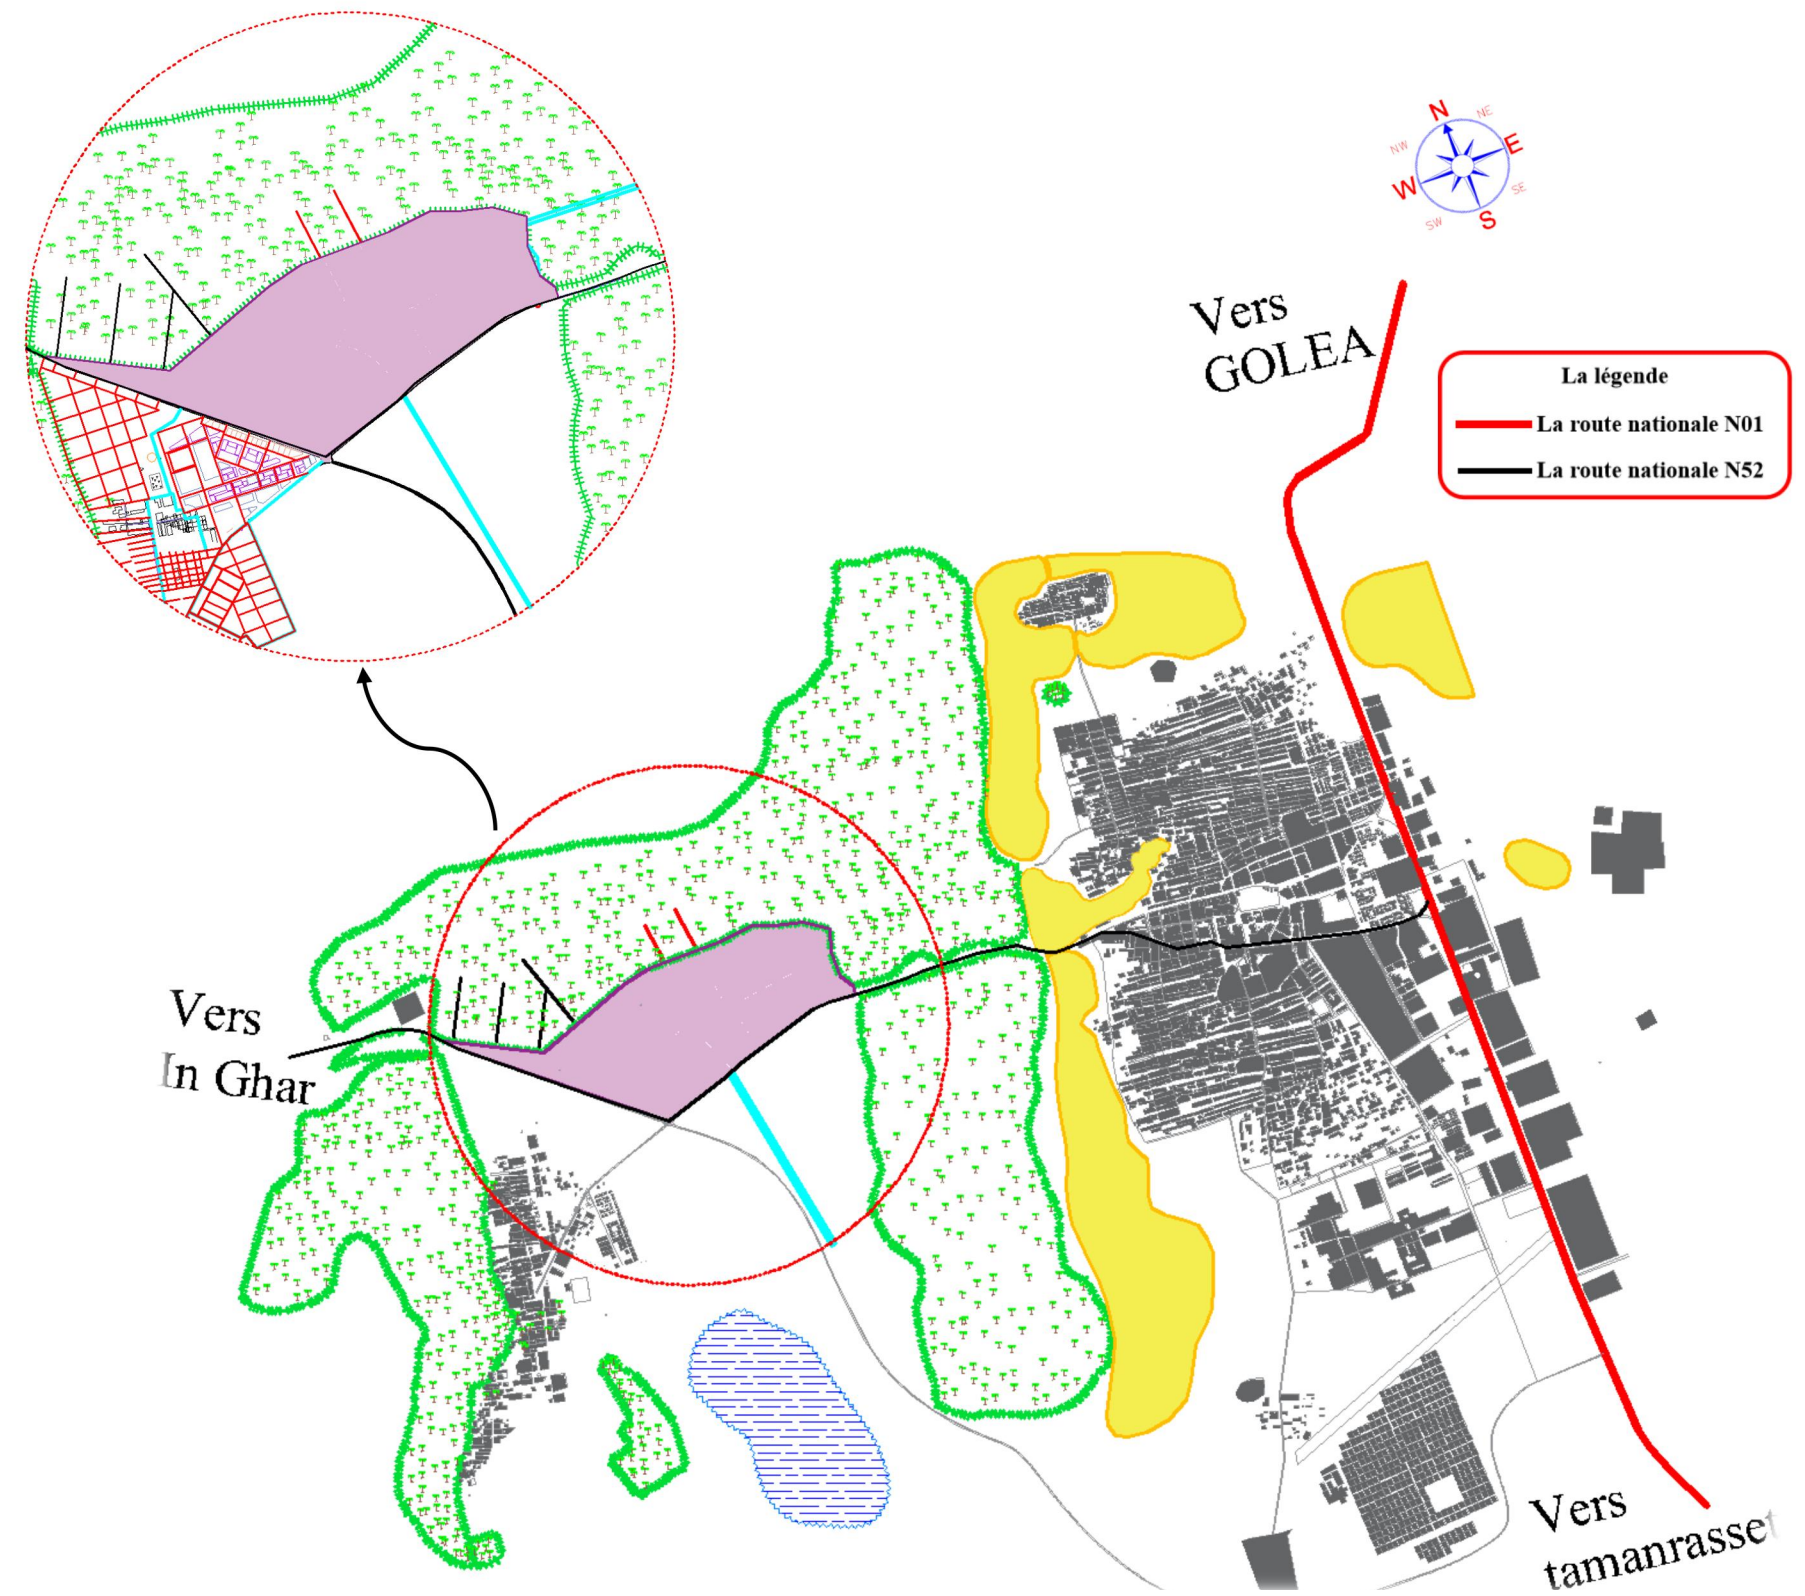 N
NE
NW
E
W
SE
SW
S
Vers
GOLEA
La légende
La route nationale N01
La route nationale N52
Vers
In Ghar
Vers
tamanrasset